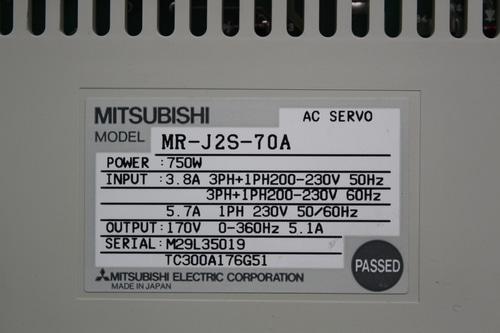 MITSUBISHI AC SERVO
MODEL MR-J2S-70A
POWER :750W
INPUT :3.8A 3PH+1PH200-230V 50Hz
3PH+1PH200-230V 60Hz
5.7A 1PH 230V 50/60Hz
OUTPUT:170V 0-360Hz 5.1A
SERIAL:M29L35019
TC300A176G51
MITSUBISHI ELECTRIC CORPORATION
MADE IN JAPAN
PASSED